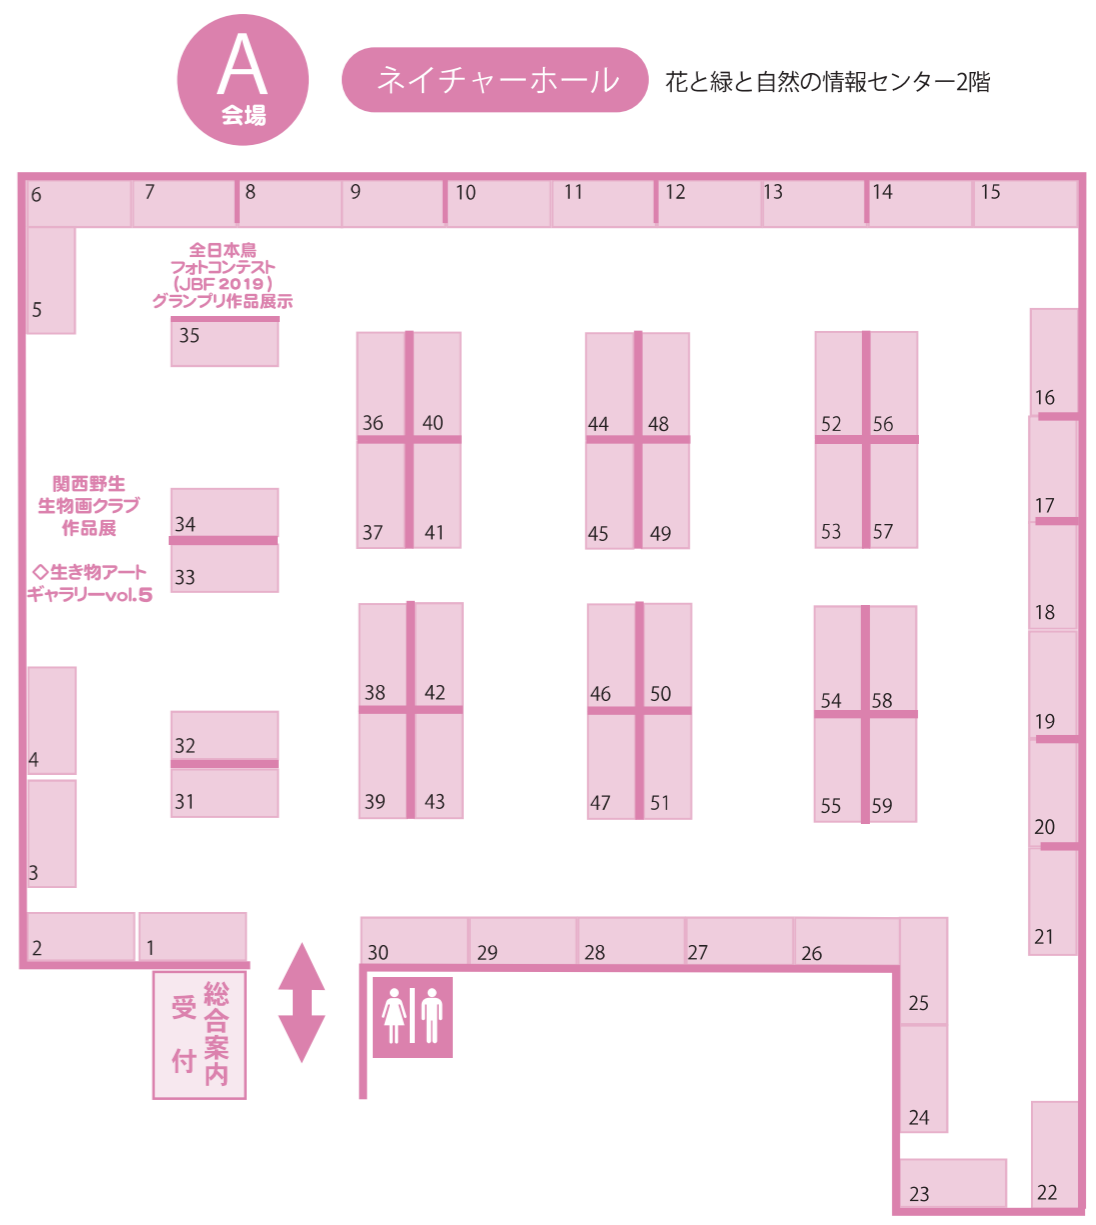 A
会場
ネイチャーホール
花と緑と自然の情報センター2階
6 7 8 9 10 11 12 13 14 15
5
全日本鳥
フォトコンテスト
(JBF 2019)
グランプリ作品展示
35
16
36 40 44 48 52 56
関西野生
生物画クラブ
作品展
17
34
37 41 45 49 53 57
◇生き物アート
ギャラリーvol.5
33
18
38 42 46 50 54 58
19
32
4
31
39 43 47 51 55 59
20
3
21
2 1
30 29 28 27 26
25
総合案内
受付
24
23
22